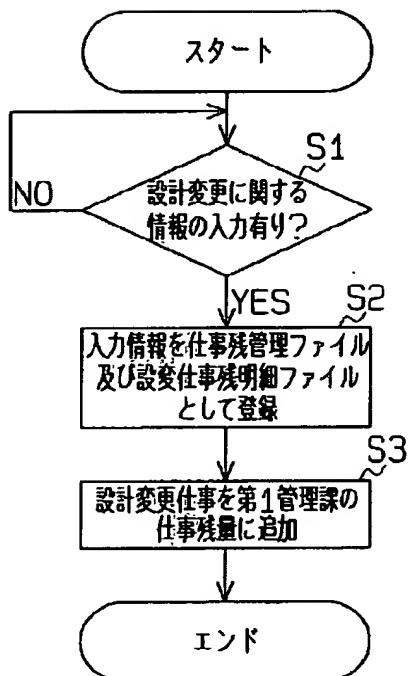 スタート
S1
設計変更に関する
情報の入力有り?
NO
YES
S2
入力情報を仕事残管理ファイル
及び設変仕事残明細ファイル
として登録
S3
設計変更仕事を第1管理課の
仕事残量に追加
エンド